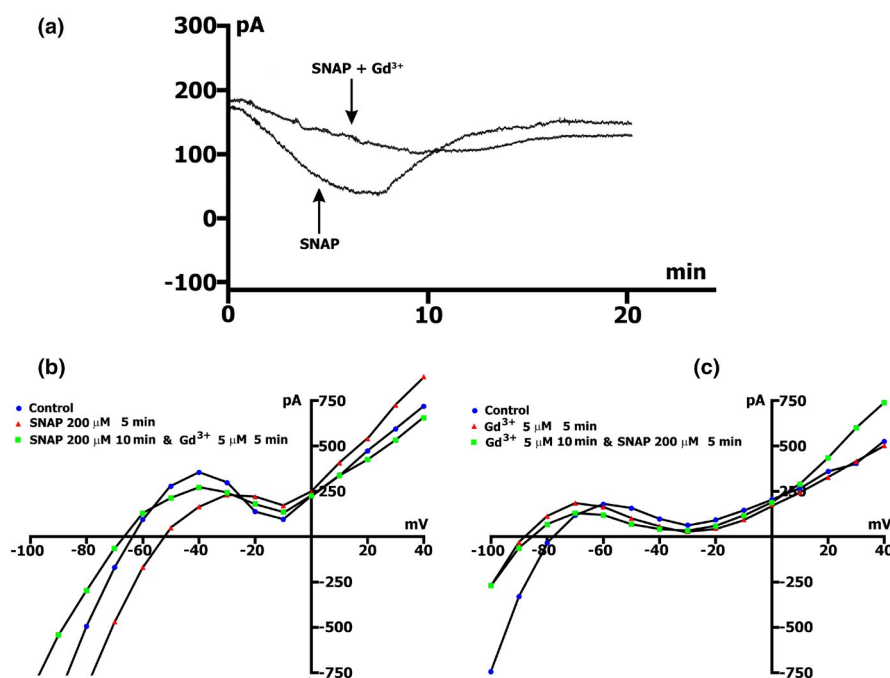 (a)
pA
300
200
100
0
-100
SNAP + Gd³⁺
SNAP
min
0
10
20
(b)
Control
SNAP 200 µM 5 min
SNAP 200 µM 10 min & Gd³⁺ 5 µM 5 min
pA
750
500
250
mV
-100 -80 -60 -40 -20 0 20 40
-250
-500
-750
(c)
Control
Gd³⁺ 5 µM 5 min
Gd³⁺ 5 µM 10 min & SNAP 200 µM 5 min
pA
750
500
250
mV
-100 -80 -60 -40 -20 0 20 40
-250
-500
-750